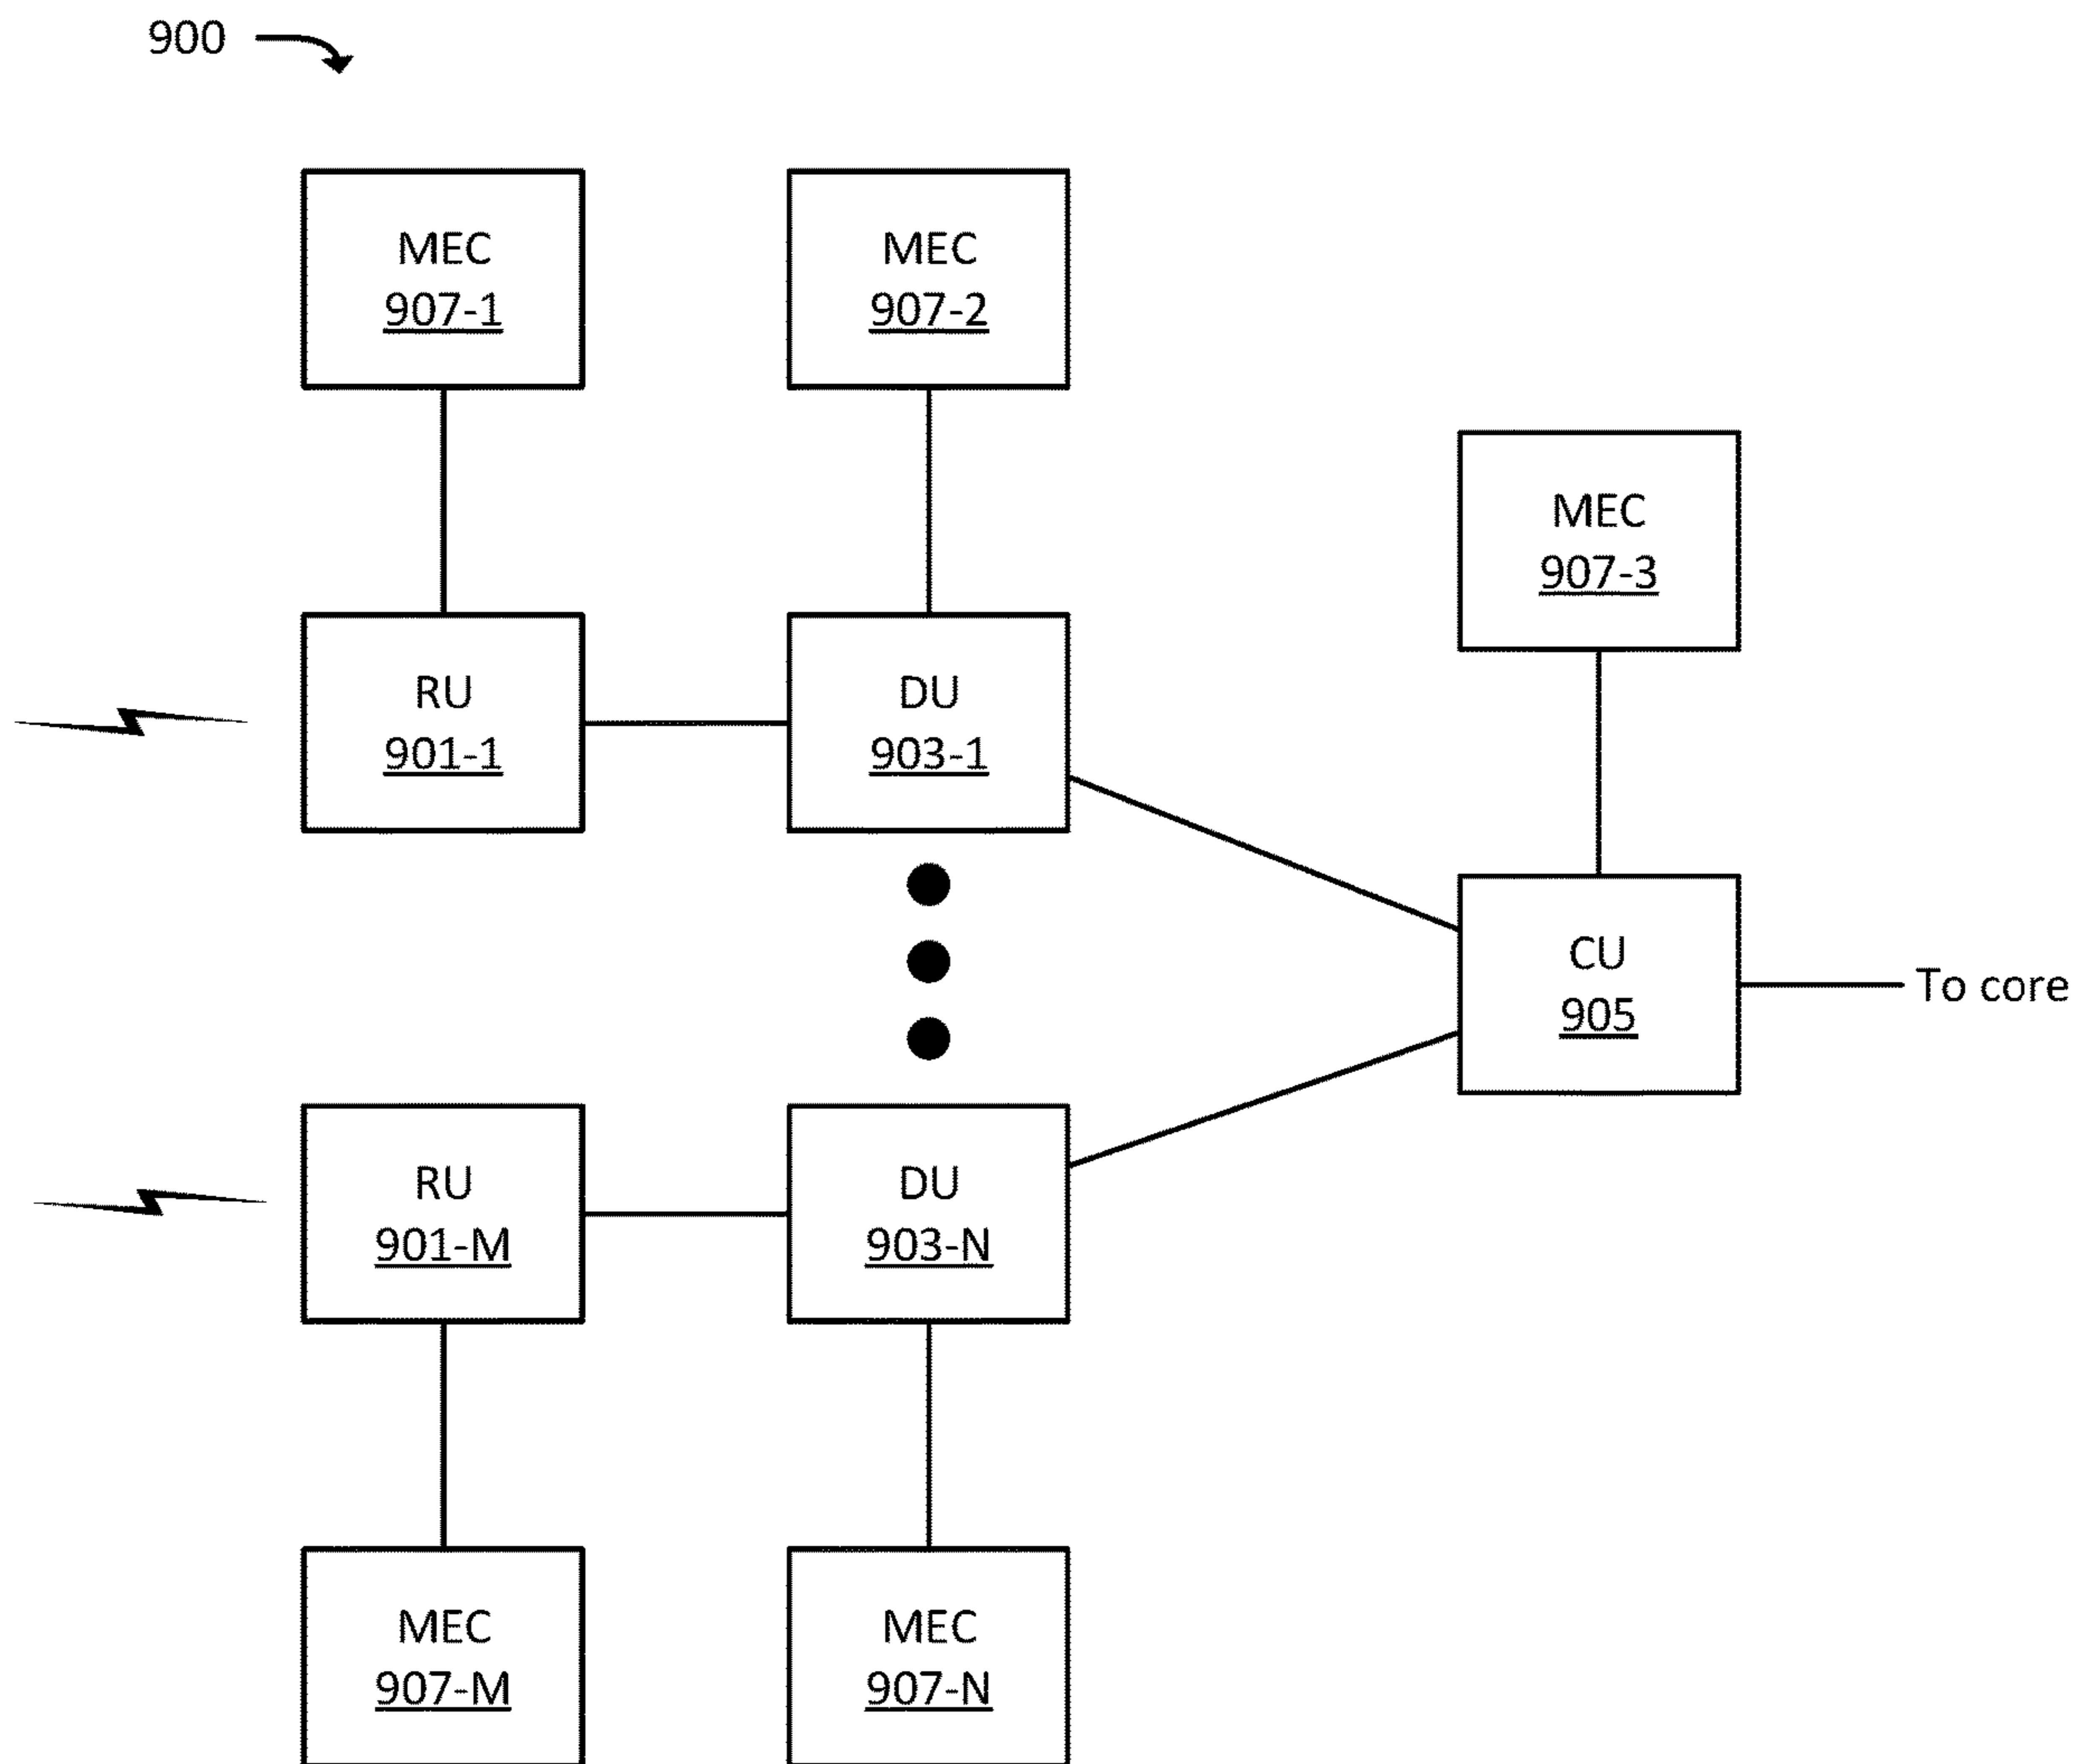 900
MEC
907-1
MEC
907-2
MEC
907-3
RU
901-1
DU
903-1
CU
905
To core
RU
901-M
DU
903-N
MEC
907-M
MEC
907-N